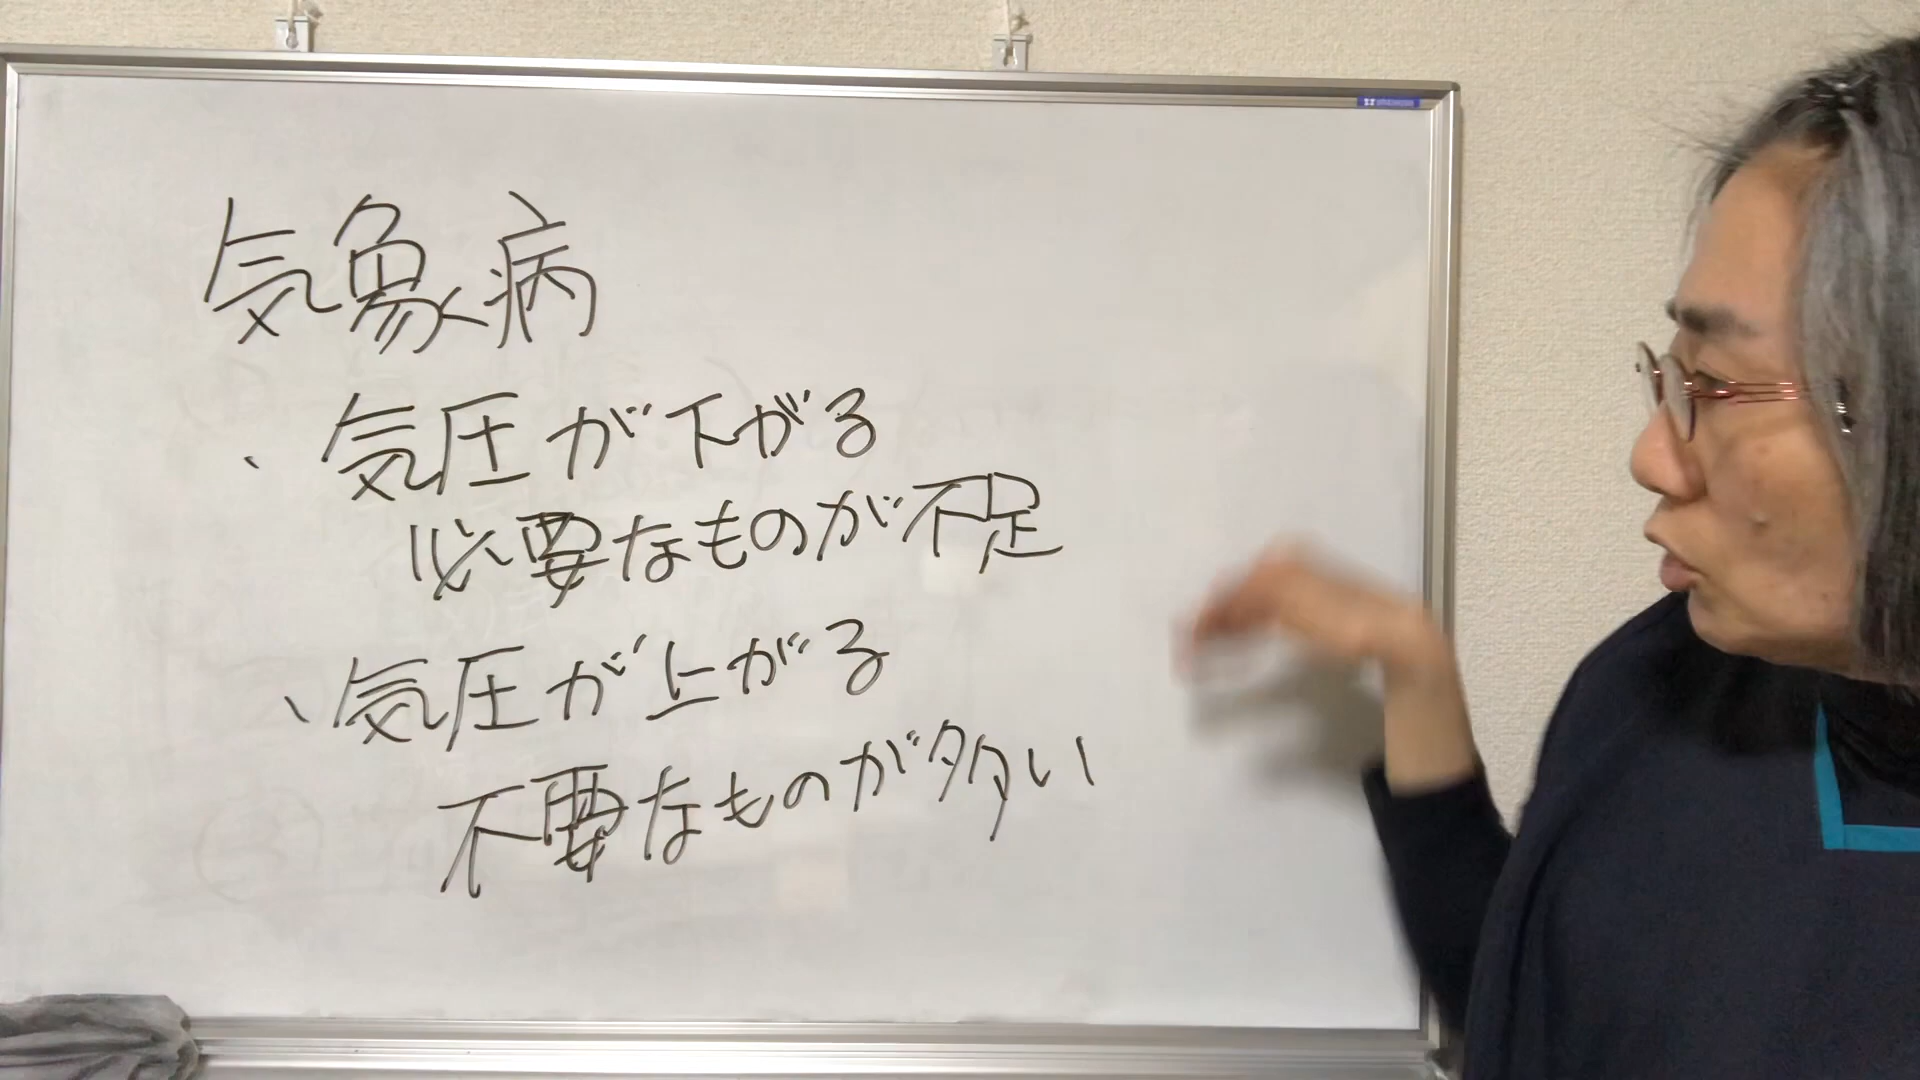 気象病
・気圧が下がる
必要なものが不足
・気圧が上がる
不要なものが多い